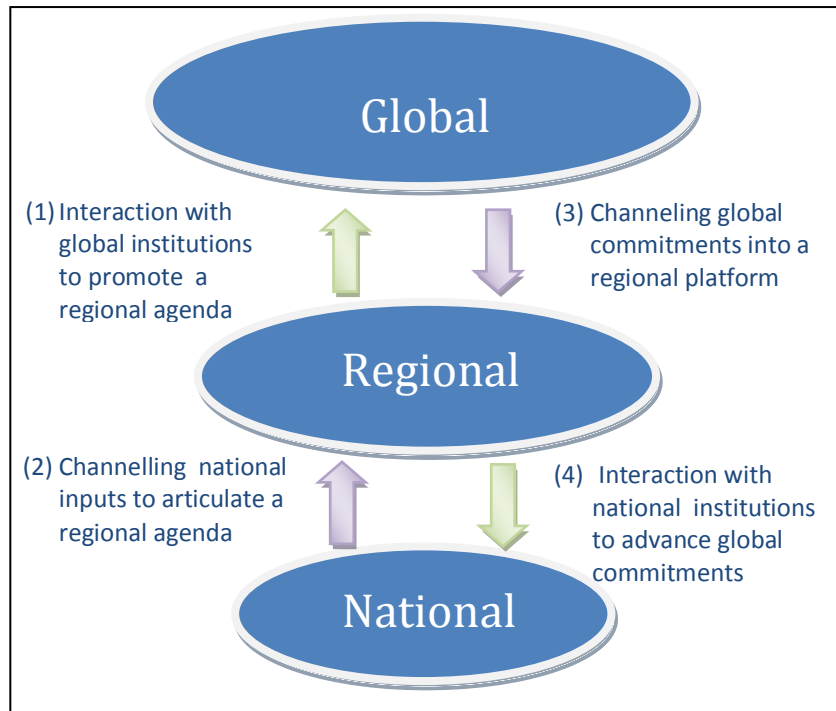 Global
(1) Interaction with
global institutions
to promote a
regional agenda
(3) Channeling global
commitments into a
regional platform
Regional
(2) Channelling national
inputs to articulate a
regional agenda
(4) Interaction with
national institutions
to advance global
commitments
National